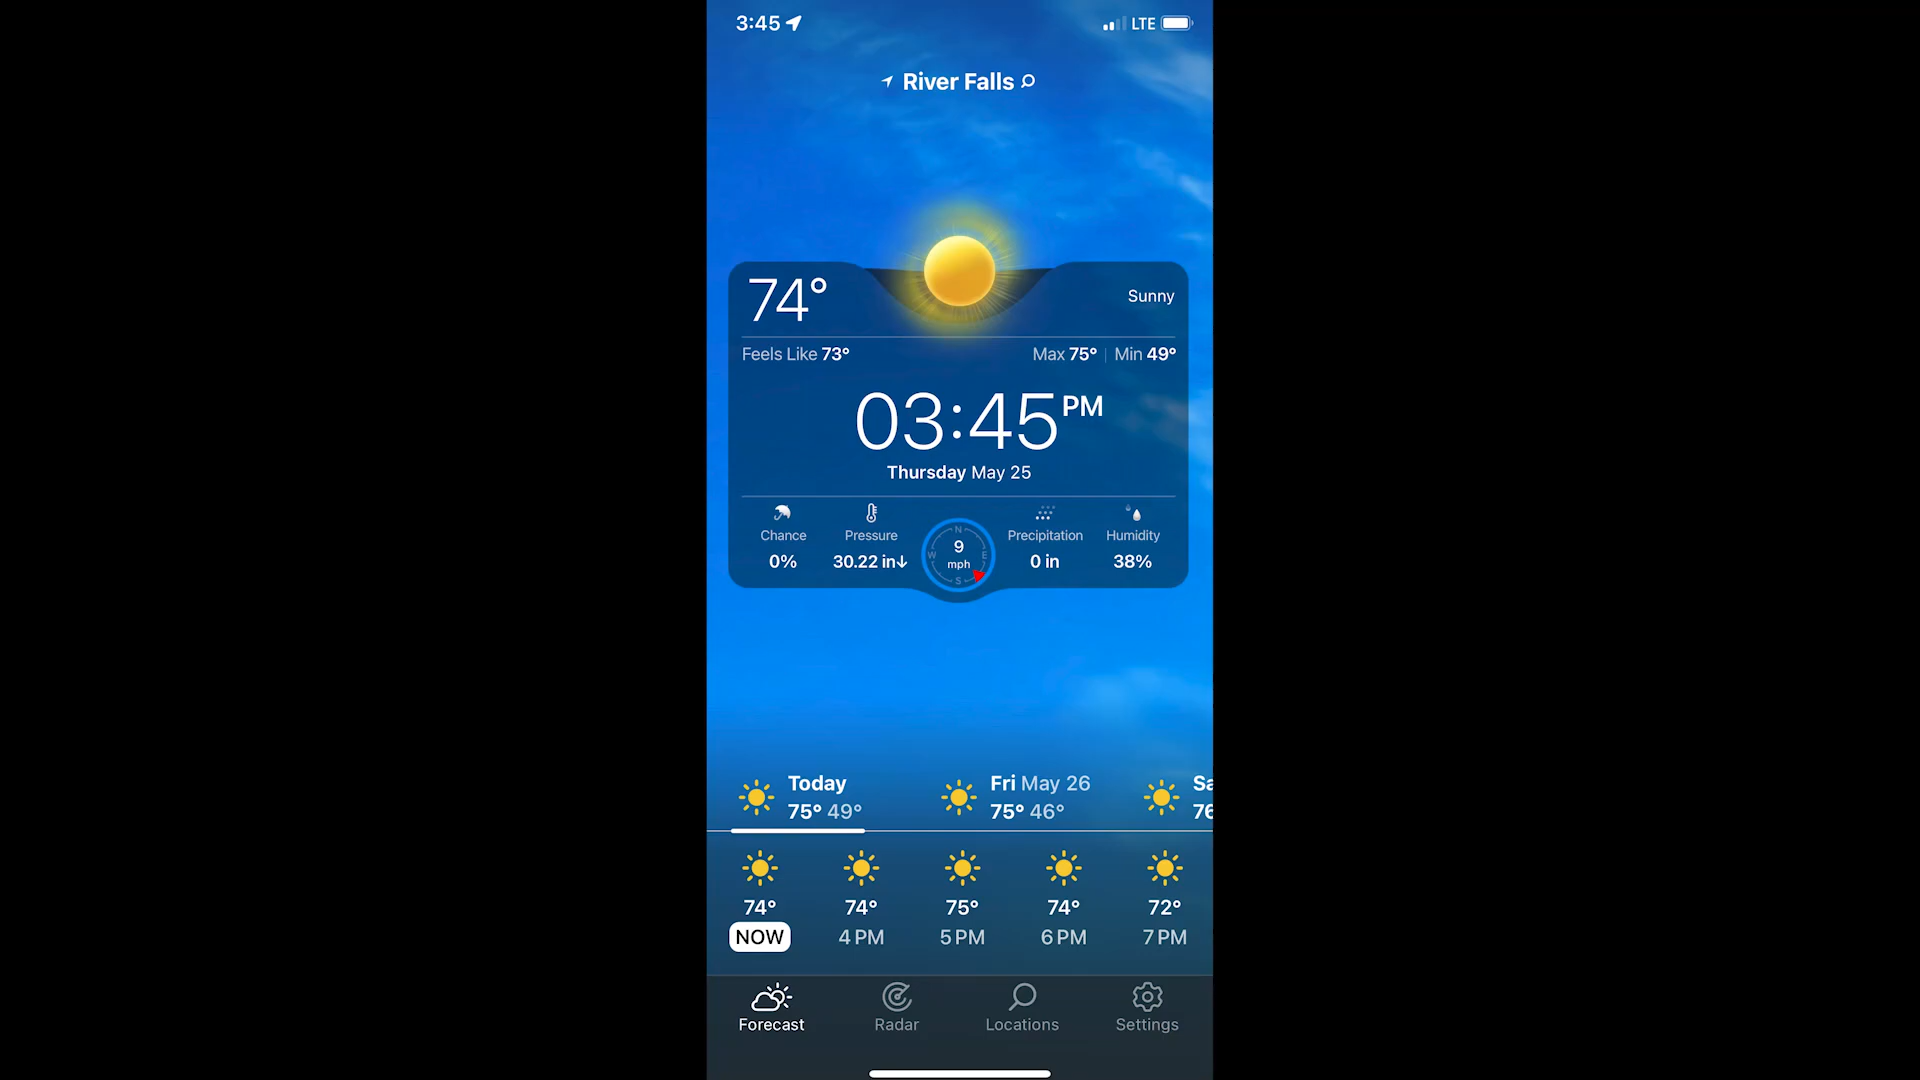 3:45
LTE
River Falls
74°
Sunny
Feels Like 73°
Max 75° | Min 49°
03:45 PM
Thursday May 25
Chance
0%
Pressure
30.22 in↓
N
W
E
S
9
mph
Precipitation
0 in
Humidity
38%
Today
75° 49°
Fri May 26
75° 46°
Sa
76
74° 74° 75° 74° 72°
NOW 4 PM 5 PM 6 PM 7 PM
Forecast Radar Locations Settings